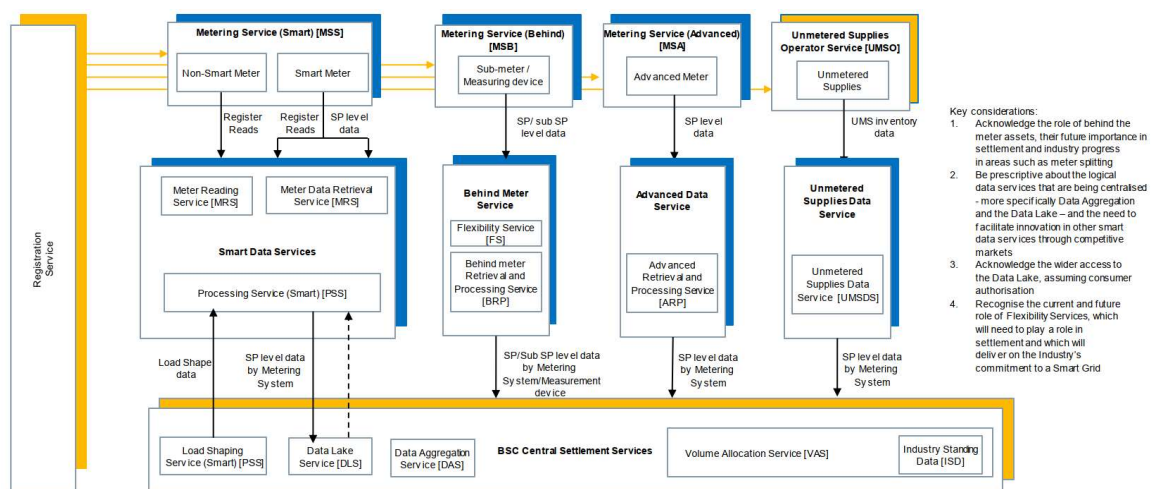 Registration
Service
Metering Service (Smart) [MSS]
Non-Smart Meter
Smart Meter
Metering Service (Behind)
[MSB]
Sub-meter /
Measuring device
Metering Service (Advanced)
[MSA]
Advanced Meter
Unmetered Supplies
Operator Service [UMSO]
Unmetered
Supplies
Register
Reads
Register
Reads
SP level
data
SP/ sub SP
level data
SP level
data
UMS inventory
data
Meter Reading
Service [MRS]
Meter Data Retrieval
Service [MRS]
Smart Data Services
Processing Service (Smart) [PSS]
Behind Meter
Service
Flexibility Service
[FS]
Behind meter
Retrieval and
Processing Service
[BRP]
Advanced Data
Service
Advanced
Retrieval and
Processing Service
[ARP]
Unmetered
Supplies Data
Service
Unmetered
Supplies Data
Service [UMSDS]
Load Shape
data
SP level data
by Metering
System
SP/Sub SP level data
by Metering
System/Measurement
device
SP level data
by Metering
System
SP level data
by Metering
System
Load Shaping
Service (Smart) [PSS]
Data Lake
Service [DLS]
Data Aggregation
Service [DAS]
BSC Central Settlement Services
Volume Allocation Service [VAS]
Industry Standing
Data [ISD]
Key considerations:
1. Acknowledge the role of behind the
meter assets, their future importance in
settlement and industry progress
in areas such as meter splitting
2. Be prescriptive about the logical
data services that are being centralised
- more specifically Data Aggregation
and the Data Lake – and the need to
facilitate innovation in other smart
data services through competitive
markets
3. Acknowledge the wider access to
the Data Lake, assuming consumer
authorisation
4. Recognise the current and future
role of Flexibility Services, which
will need to play a role in
settlement and which will
deliver on the Industry's
commitment to a Smart Grid